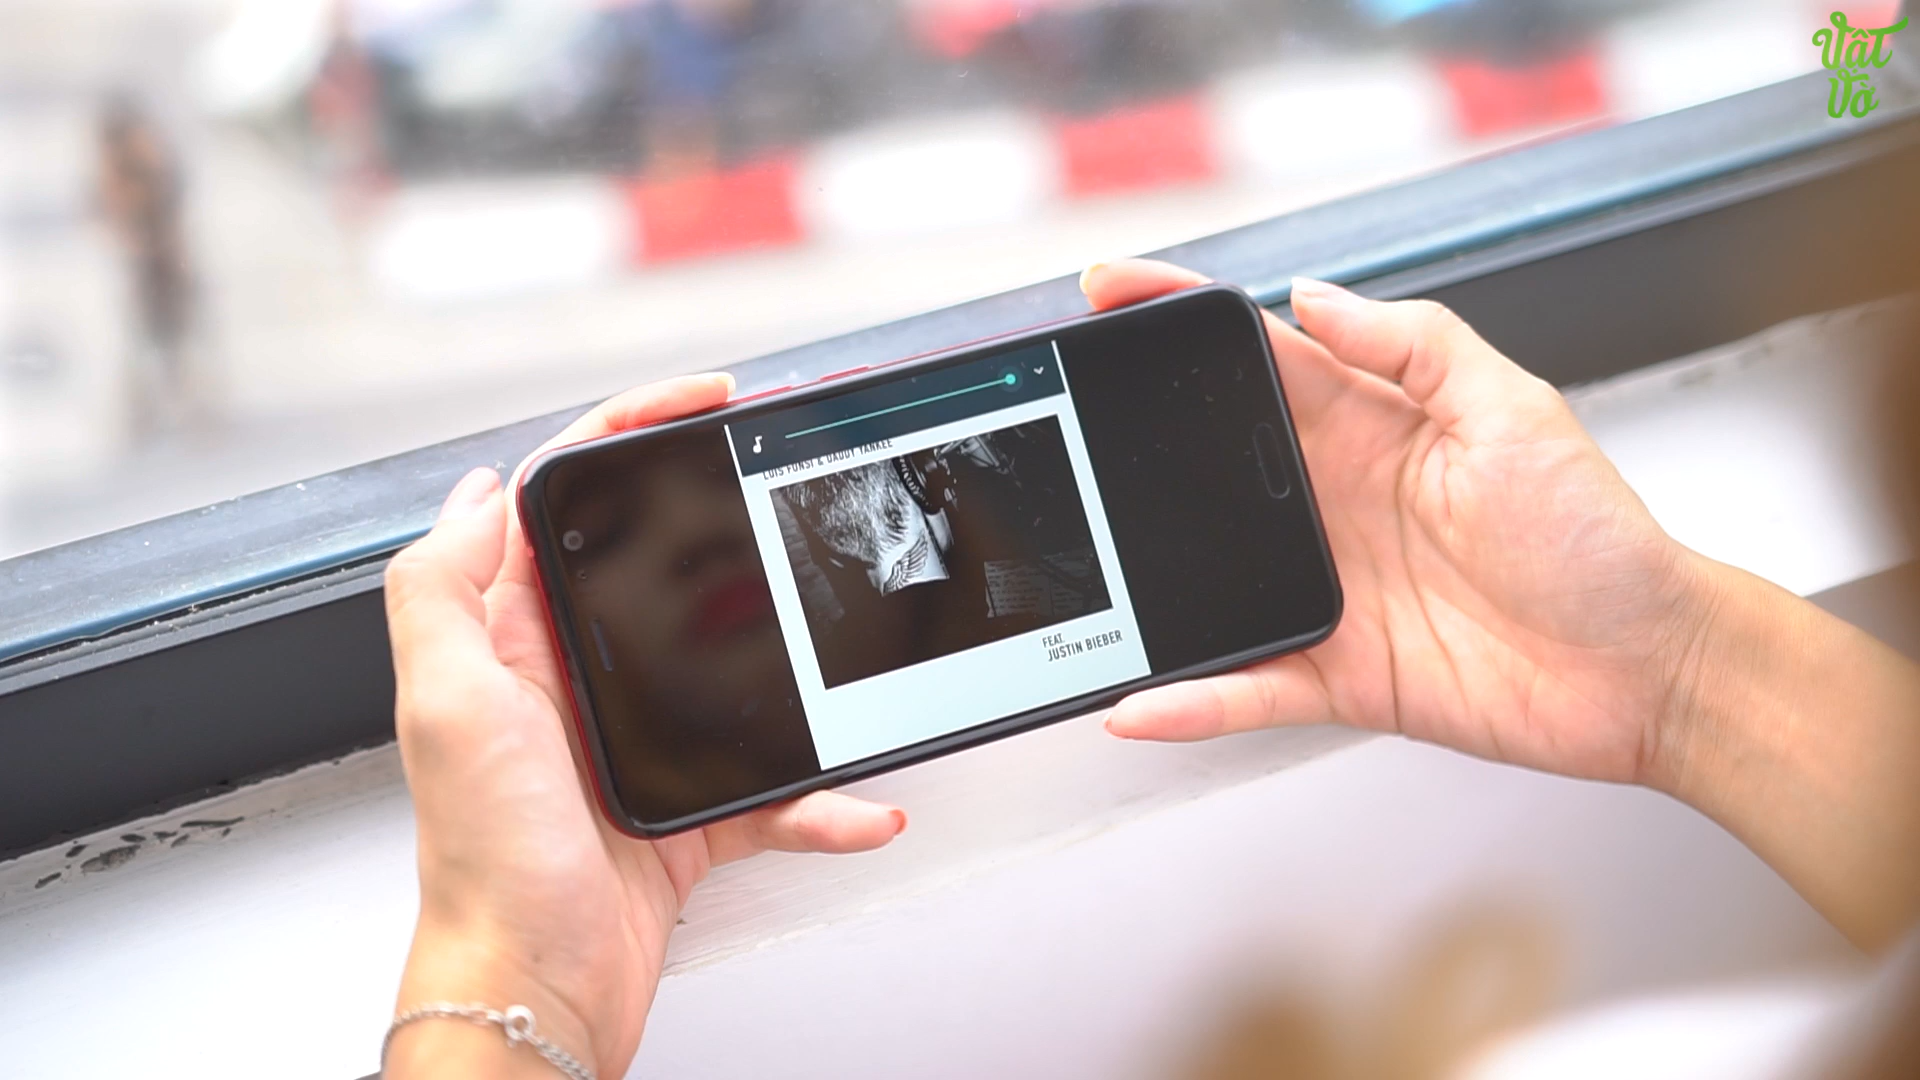 Vật
Vờ
LUIS FONSI & DADDY YANKEE
FEAT.
JUSTIN BIEBER